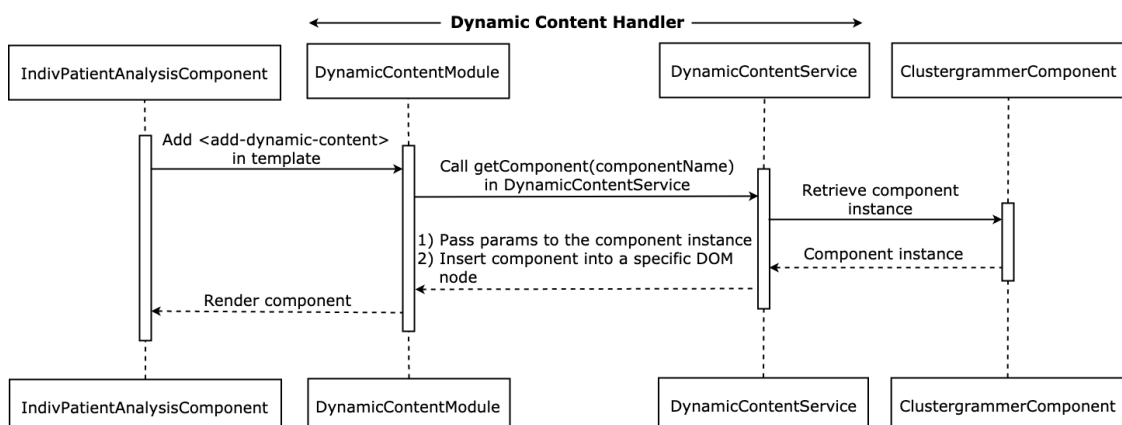 Dynamic Content Handler
IndivPatientAnalysisComponent
DynamicContentModule
DynamicContentService
ClustergrammerComponent
Add <add-dynamic-content>
in template
Call getComponent(componentName)
in DynamicContentService
Retrieve component
instance
1) Pass params to the component instance
2) Insert component into a specific DOM
node
Component instance
Render component
IndivPatientAnalysisComponent
DynamicContentModule
DynamicContentService
ClustergrammerComponent